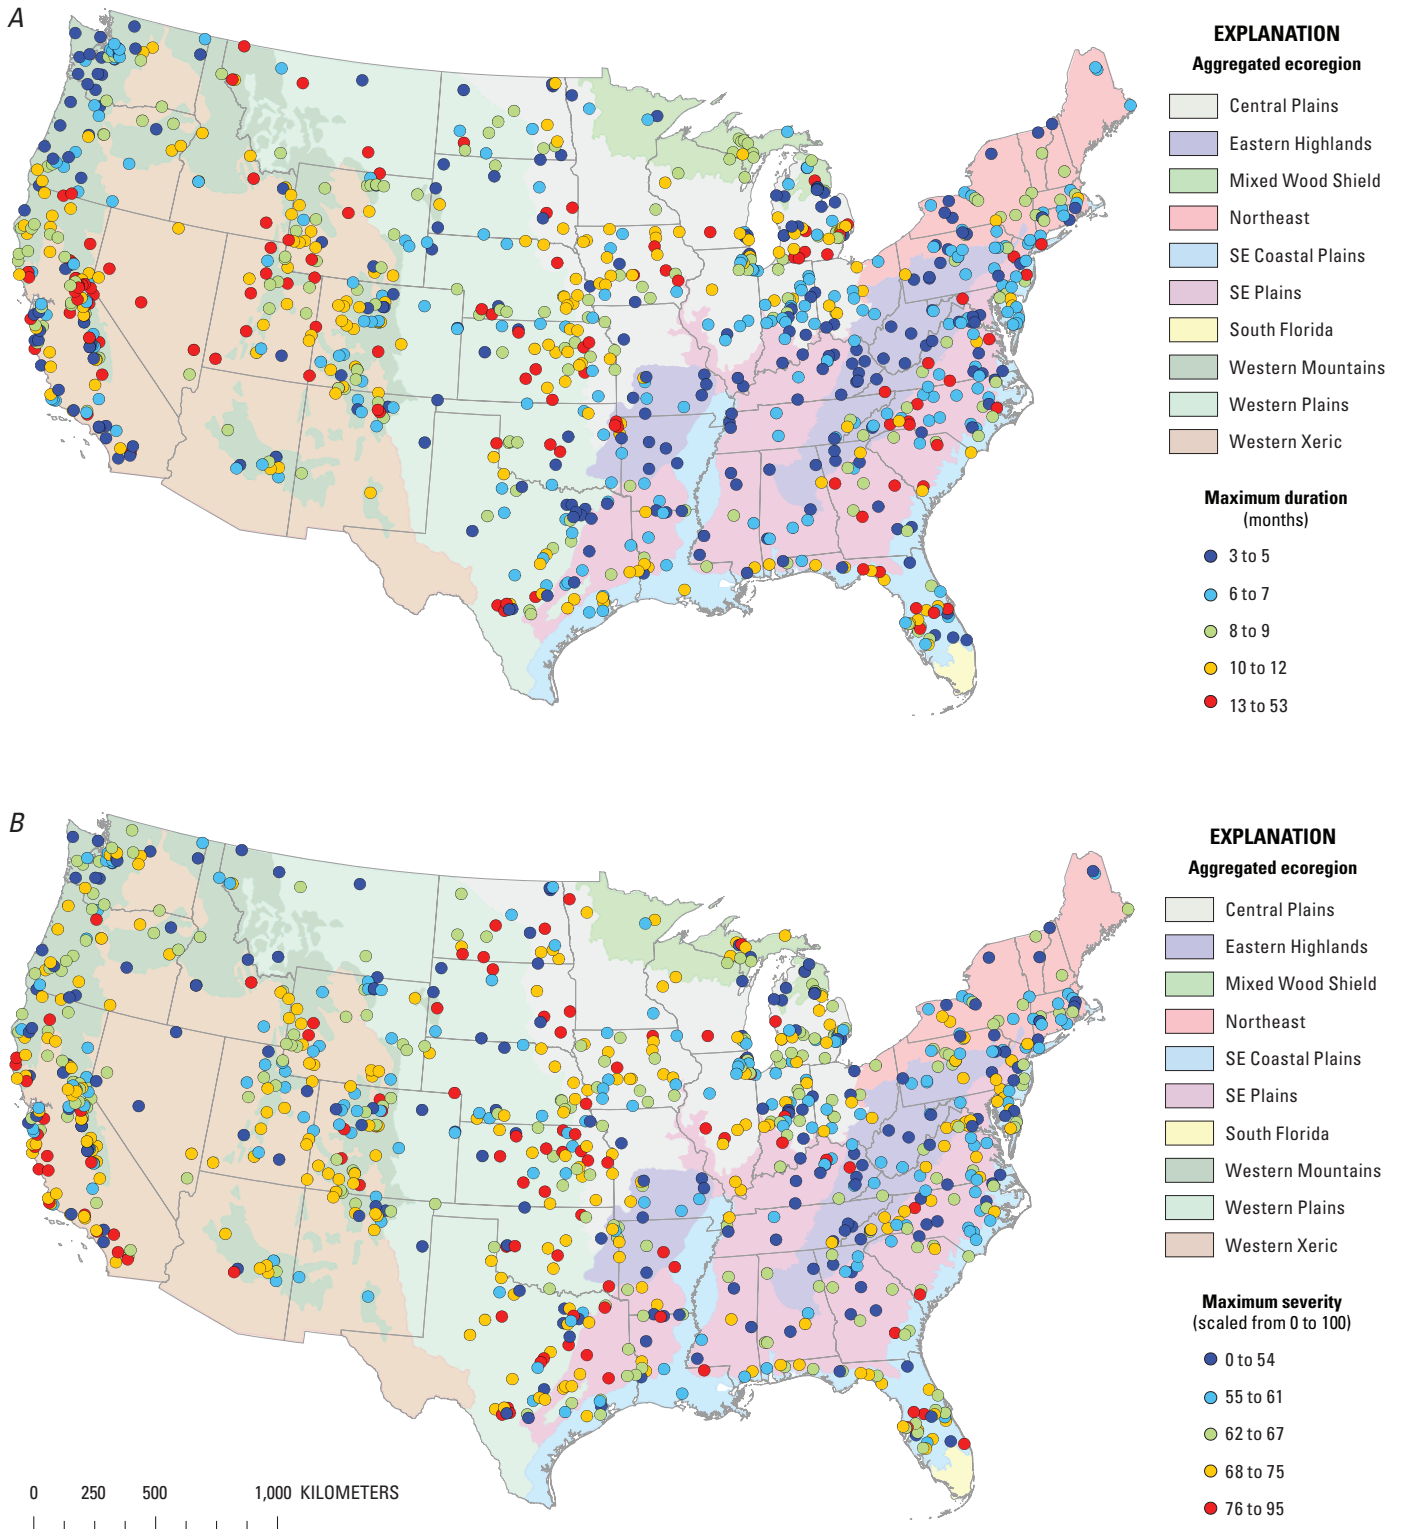 A
EXPLANATION
Aggregated ecoregion
Central Plains
Eastern Highlands
Mixed Wood Shield
Northeast
SE Coastal Plains
SE Plains
South Florida
Western Mountains
Western Plains
Western Xeric
Maximum duration
(months)
3 to 5
6 to 7
8 to 9
10 to 12
13 to 53
B
EXPLANATION
Aggregated ecoregion
Central Plains
Eastern Highlands
Mixed Wood Shield
Northeast
SE Coastal Plains
SE Plains
South Florida
Western Mountains
Western Plains
Western Xeric
Maximum severity
(scaled from 0 to 100)
0 to 54
55 to 61
62 to 67
68 to 75
76 to 95
0 250 500 1,000 KILOMETERS